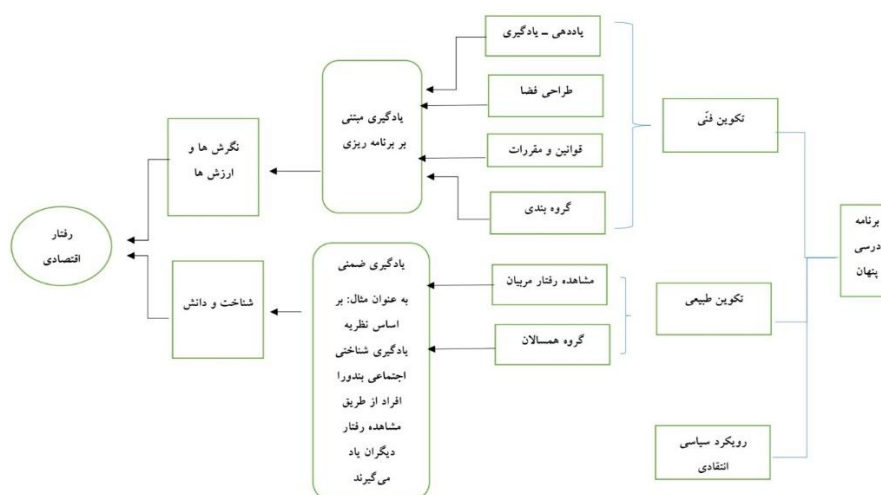 برنامه
درسی
پنهان
تکوین فنّی
تکوین طبیعی
رویکرد سیاسی
انتقادی
یاددهی ـ یادگیری
طراحی فضا
قوانین و مقررات
گروه بندی
مشاهده رفتار مربیان
گروه همسالان
یادگیری مبتنی
بر برنامه ریزی
یادگیری ضمنی
به عنوان مثال: بر
اساس نظریه
یادگیری شناختی
اجتماعی بندورا
افراد از طریق
مشاهده رفتار
دیگران یاد
می‌گیرند
نگرش ها و
ارزش ها
شناخت و دانش
رفتار
اقتصادی